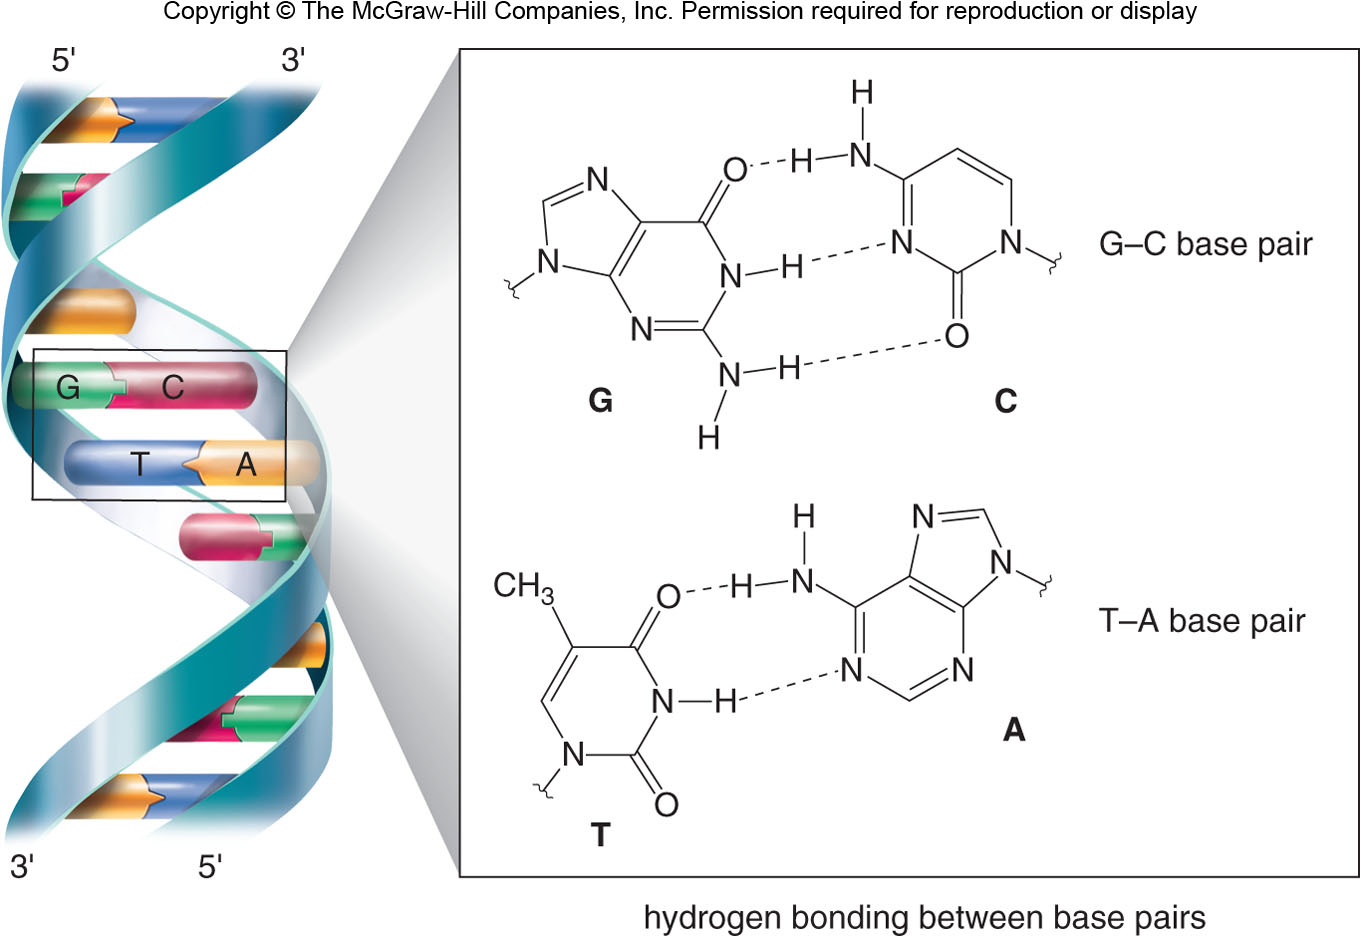 Copyright © The McGraw-Hill Companies, Inc. Permission required for reproduction or display
5'
3'
G
C
T
A
3'
5'
H
O
H
N
N
N
H
N
N
N
G–C base pair
N
O
N
H
H
G
C
H
N
N
CH3
O
H
N
T–A base pair
N
H
N
N
N
O
A
T
hydrogen bonding between base pairs